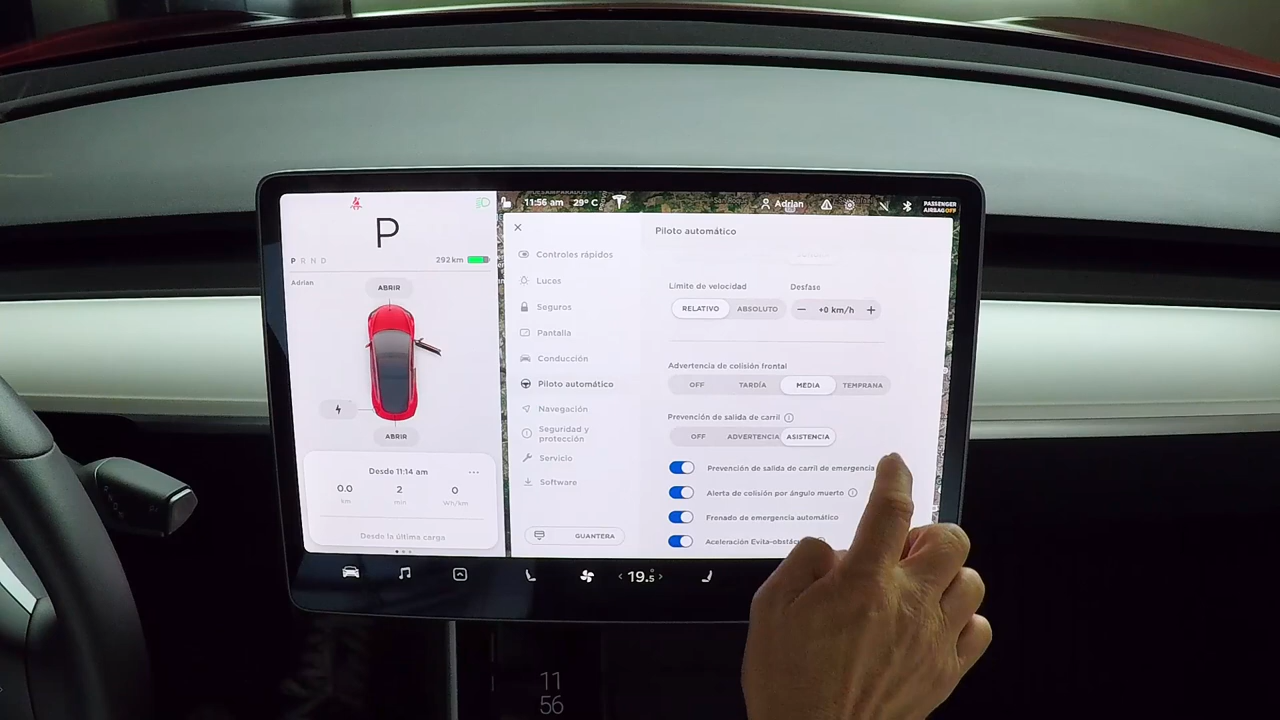 11:56 am
29° C
Adrian
PASSENGER
AIRBAG OFF
P
P R N D
292 km
Adrian
ABRIR
ABRIR
Desde 11:14 am
...
0.0
2
0
km
min
Wh/km
Desde la última carga
Controles rápidos
Luces
Seguros
Pantalla
Conducción
Piloto automático
Navegación
Seguridad y
protección
Servicio
Software
GUANTERA
Piloto automático
Límite de velocidad
Desfase
RELATIVO
ABSOLUTO
+0 km/h
Advertencia de colisión frontal
OFF
TARDÍA
MEDIA
TEMPRANA
Prevención de salida de carril
OFF
ADVERTENCIA
ASISTENCIA
Prevención de salida de carril de emergencia
Alerta de colisión por ángulo muerto
Frenado de emergencia automático
Aceleración
19.5
11
56